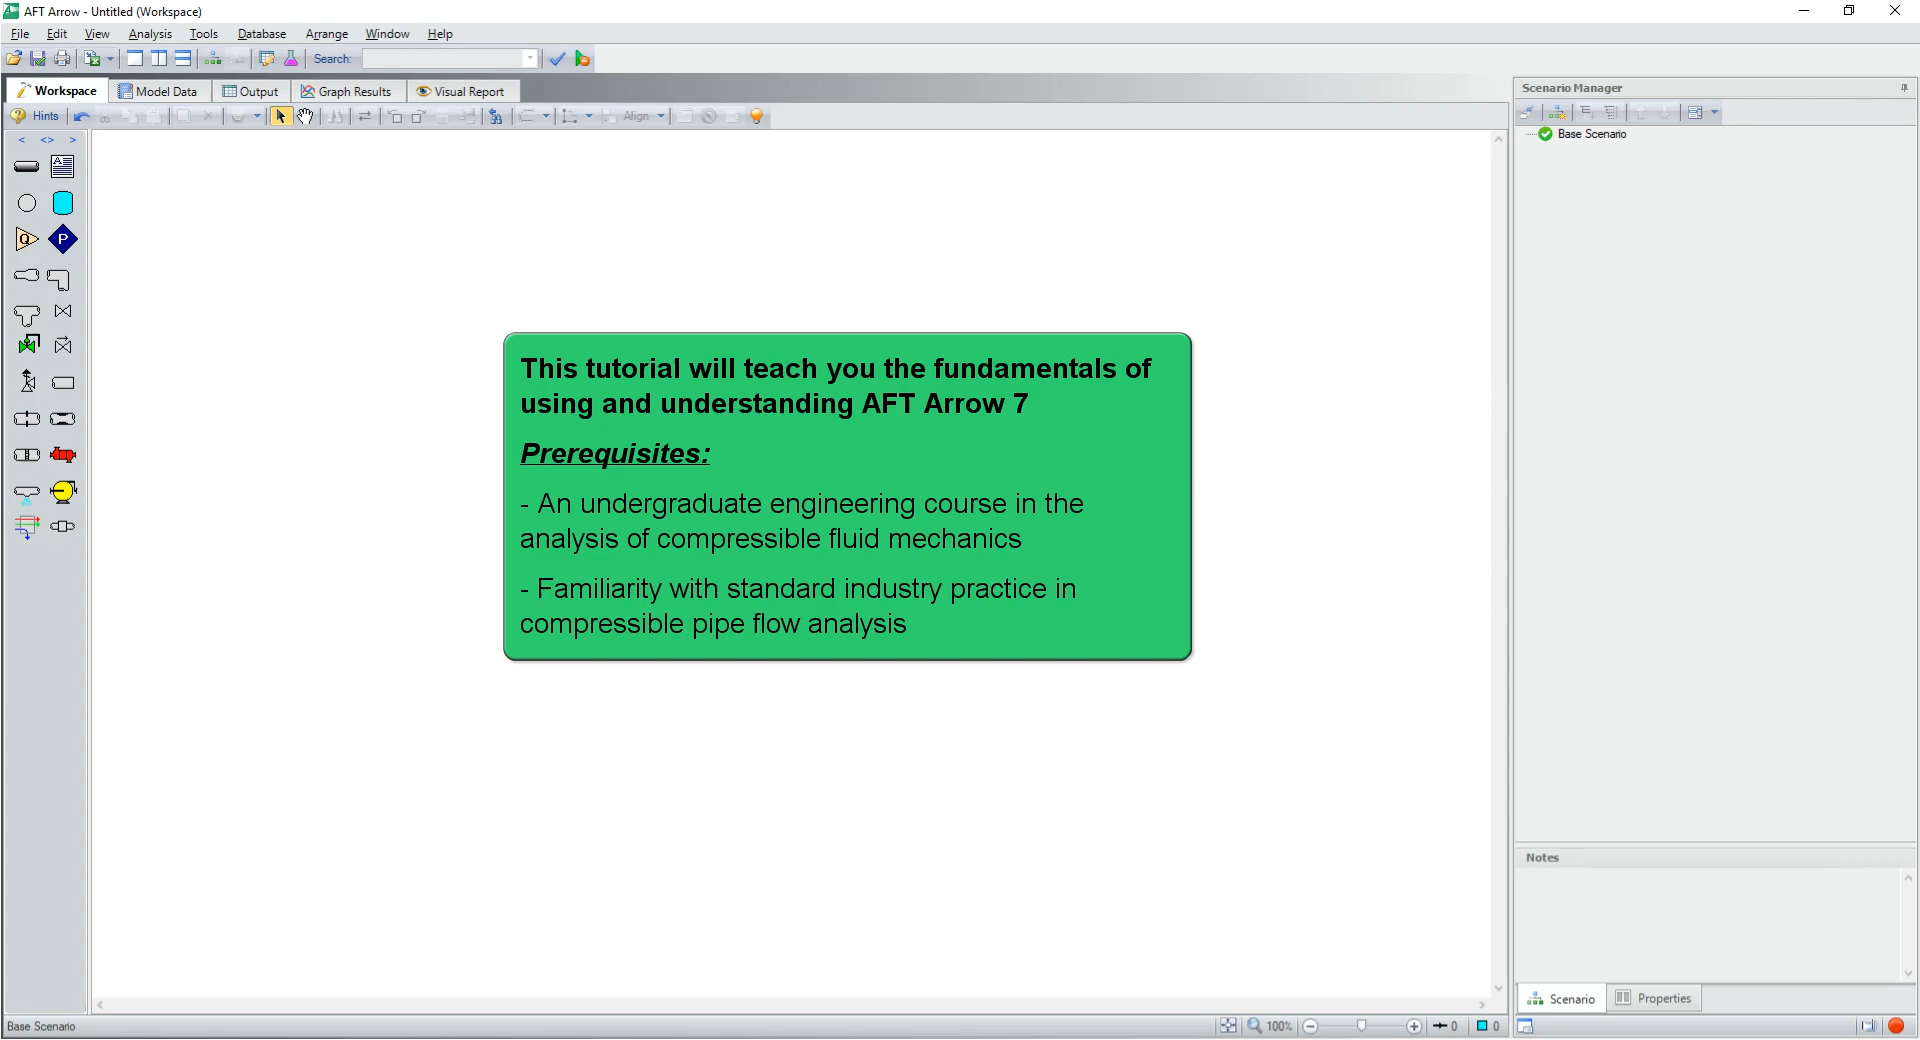 AFT Arrow - Untitled (Workspace)
File Edit View Analysis Tools Database Arrange Window Help
Search:
Workspace Model Data Output Graph Results Visual Report
Scenario Manager
Hints Align
Base Scenario
< <> >
A
Q P
This tutorial will teach you the fundamentals of
using and understanding AFT Arrow 7
Prerequisites:
- An undergraduate engineering course in the
analysis of compressible fluid mechanics
- Familiarity with standard industry practice in
compressible pipe flow analysis
Notes
Scenario Properties
Base Scenario 100% 0 0